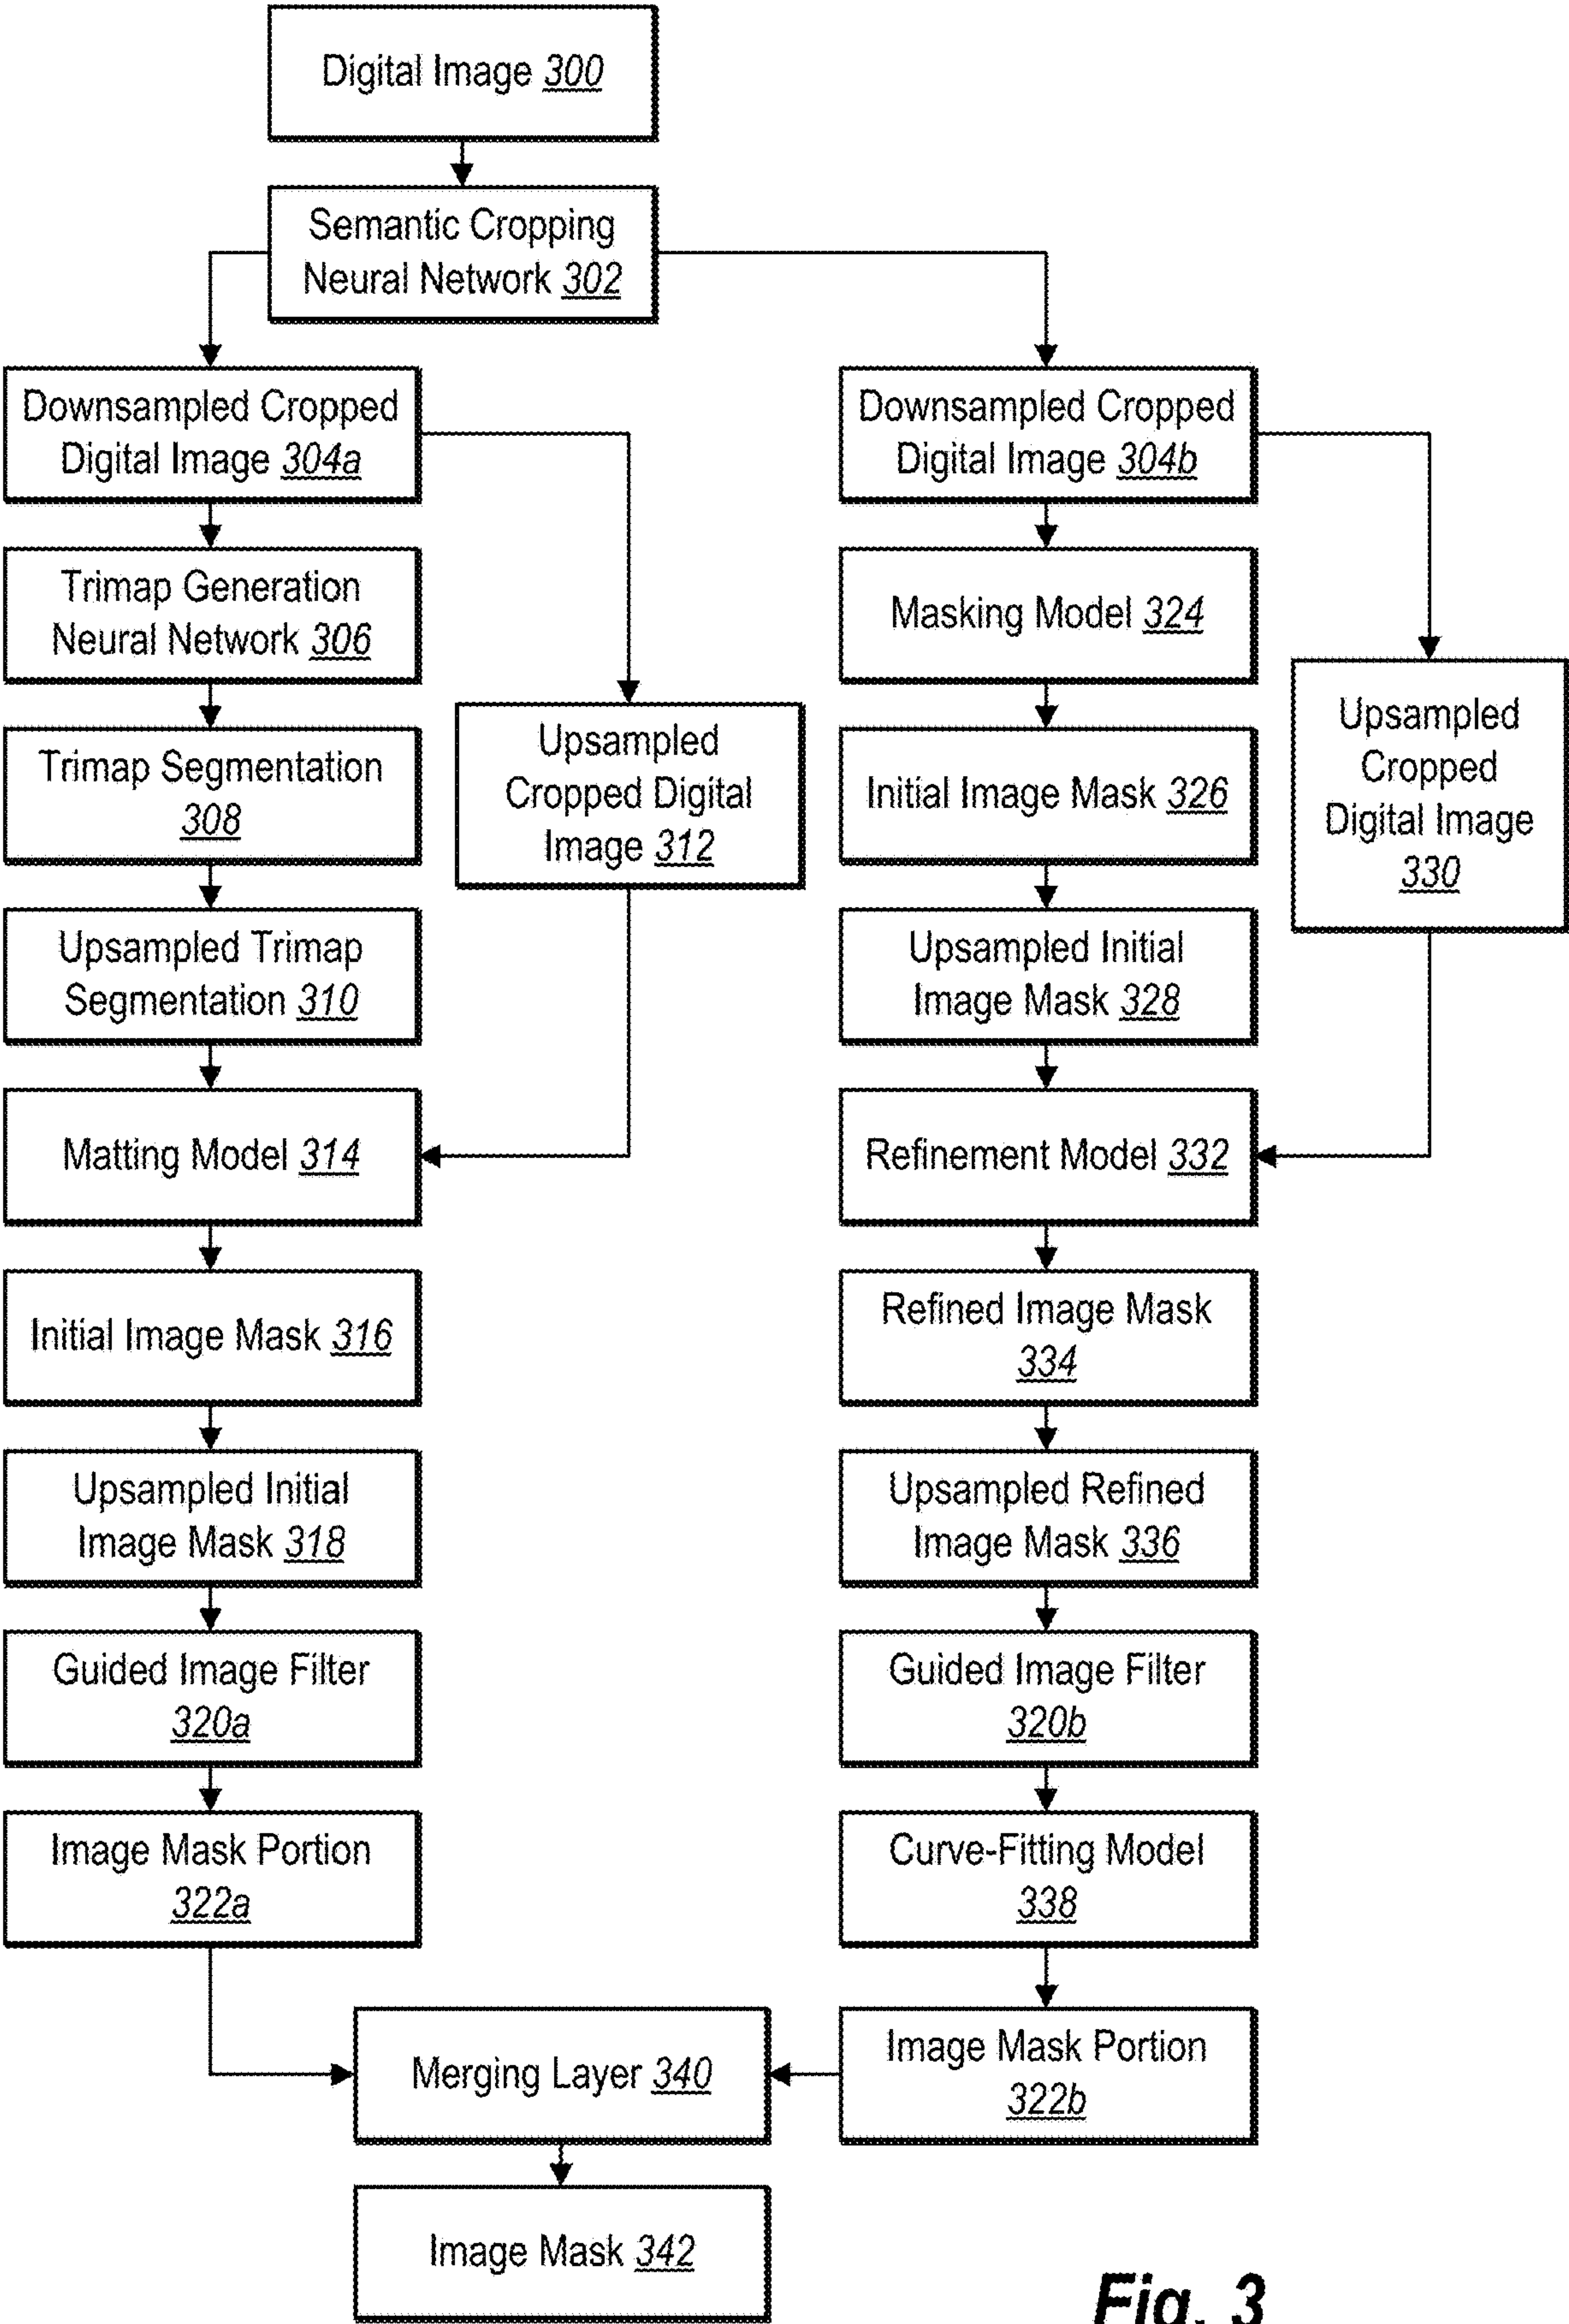 Digital Image 300
Semantic Cropping
Neural Network 302
Downsampled Cropped
Digital Image 304a
Trimap Generation
Neural Network 306
Trimap Segmentation
308
Upsampled Trimap
Segmentation 310
Upsampled
Cropped Digital
Image 312
Matting Model 314
Initial Image Mask 316
Upsampled Initial
Image Mask 318
Guided Image Filter
320a
Image Mask Portion
322a
Downsampled Cropped
Digital Image 304b
Masking Model 324
Initial Image Mask 326
Upsampled Initial
Image Mask 328
Upsampled
Cropped
Digital Image
330
Refinement Model 332
Refined Image Mask
334
Upsampled Refined
Image Mask 336
Guided Image Filter
320b
Curve-Fitting Model
338
Image Mask Portion
322b
Merging Layer 340
Image Mask 342
Fig. 3